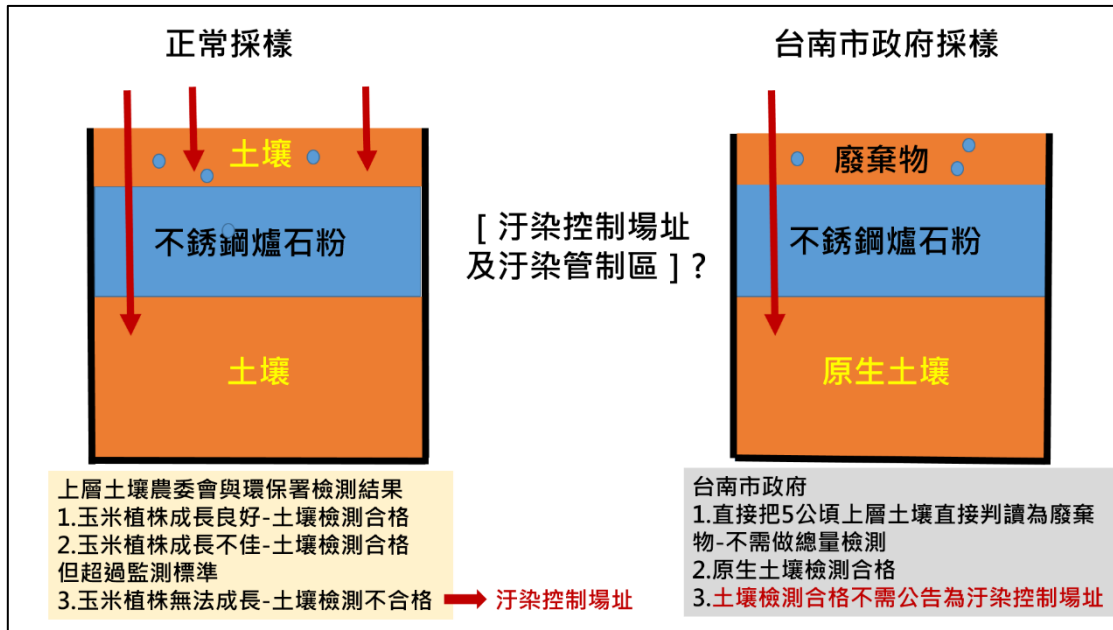 正常採樣
土壤
不銹鋼爐石粉
土壤
上層土壤農委會與環保署檢測結果
1.玉米植株成長良好-土壤檢測合格
2.玉米植株成長不佳-土壤檢測合格
但超過監測標準
3.玉米植株無法成長-土壤檢測不合格
汙染控制場址
[ 汙染控制場址
及汙染管制區 ] ?
台南市政府採樣
廢棄物
不銹鋼爐石粉
原生土壤
台南市政府
1.直接把5公頃上層土壤直接判讀為廢棄
物-不需做總量檢測
2.原生土壤檢測合格
3.土壤檢測合格不需公告為汙染控制場址